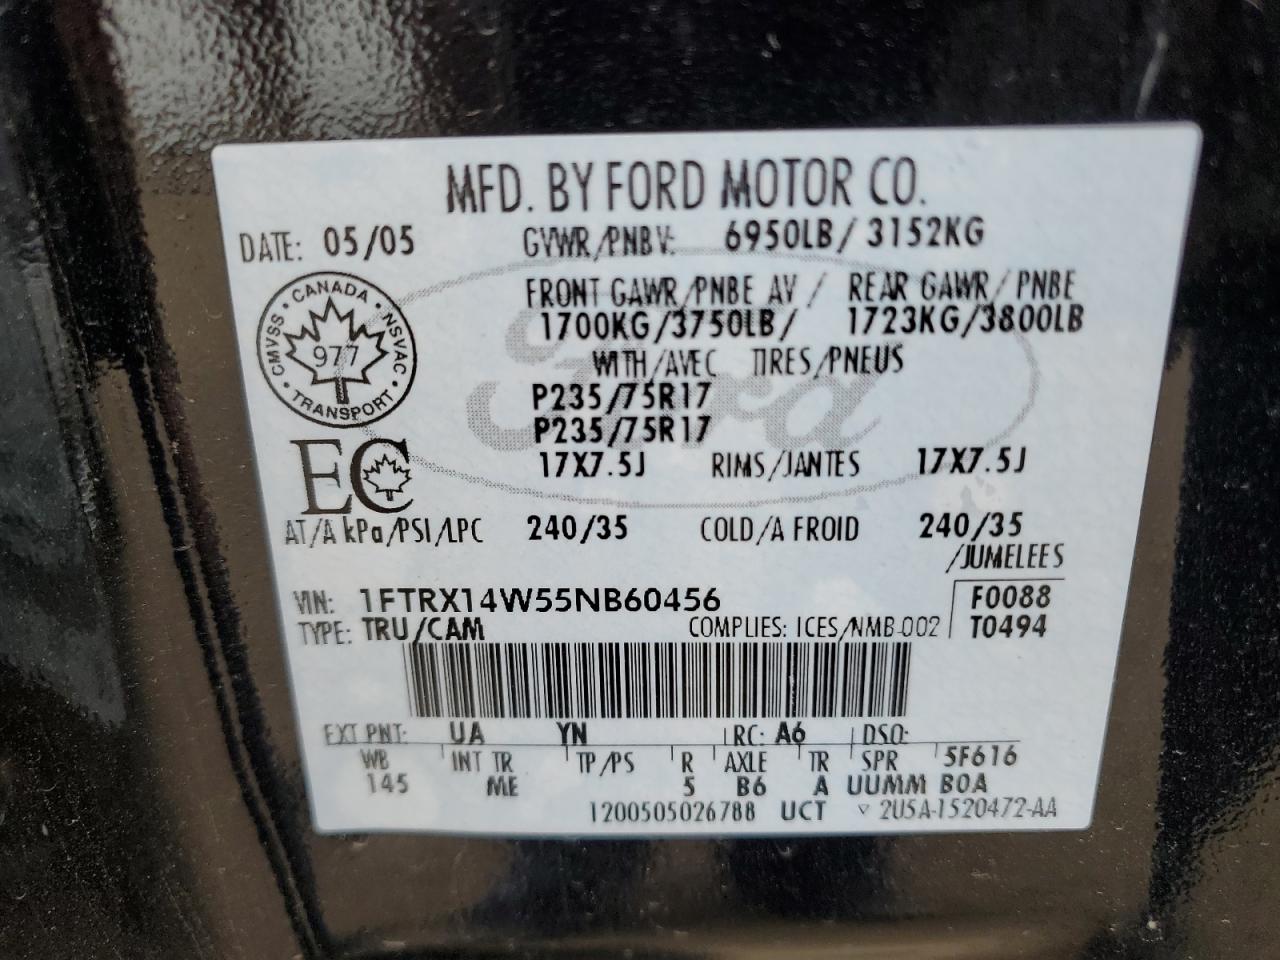 MFD. BY FORD MOTOR CO.
DATE: 05/05 GVWR/PNBV: 6950LB/ 3152KG
FRONT GAWR/PNBE AV / REAR GAWR/ PNBE
1700KG/3750LB/ 1723KG/3800LB
WITH/AVEC TIRES/PNEUS
P235/75R17
P235/75R17
17X7.5J RIMS/JANTES 17X7.5J
CANADA · NSVAC · TRANSPORT · CMVSS ·
977
EC
Ford
AT/A kPa/PSI/LPC 240/35 COLD/A FROID 240/35
/JUMELEES
VIN: 1FTRX14W55NB60456 F0088
TYPE: TRU/CAM COMPLIES: ICES/NMB-002 T0494
EXT PNT: UA YN RC: A6 DSO:
WB INT TR TP/PS R AXLE TR SPR 5F616
145 ME 5 B6 A UUMM B0A
1200505026788 UCT ▽ 2U5A-1520472-AA